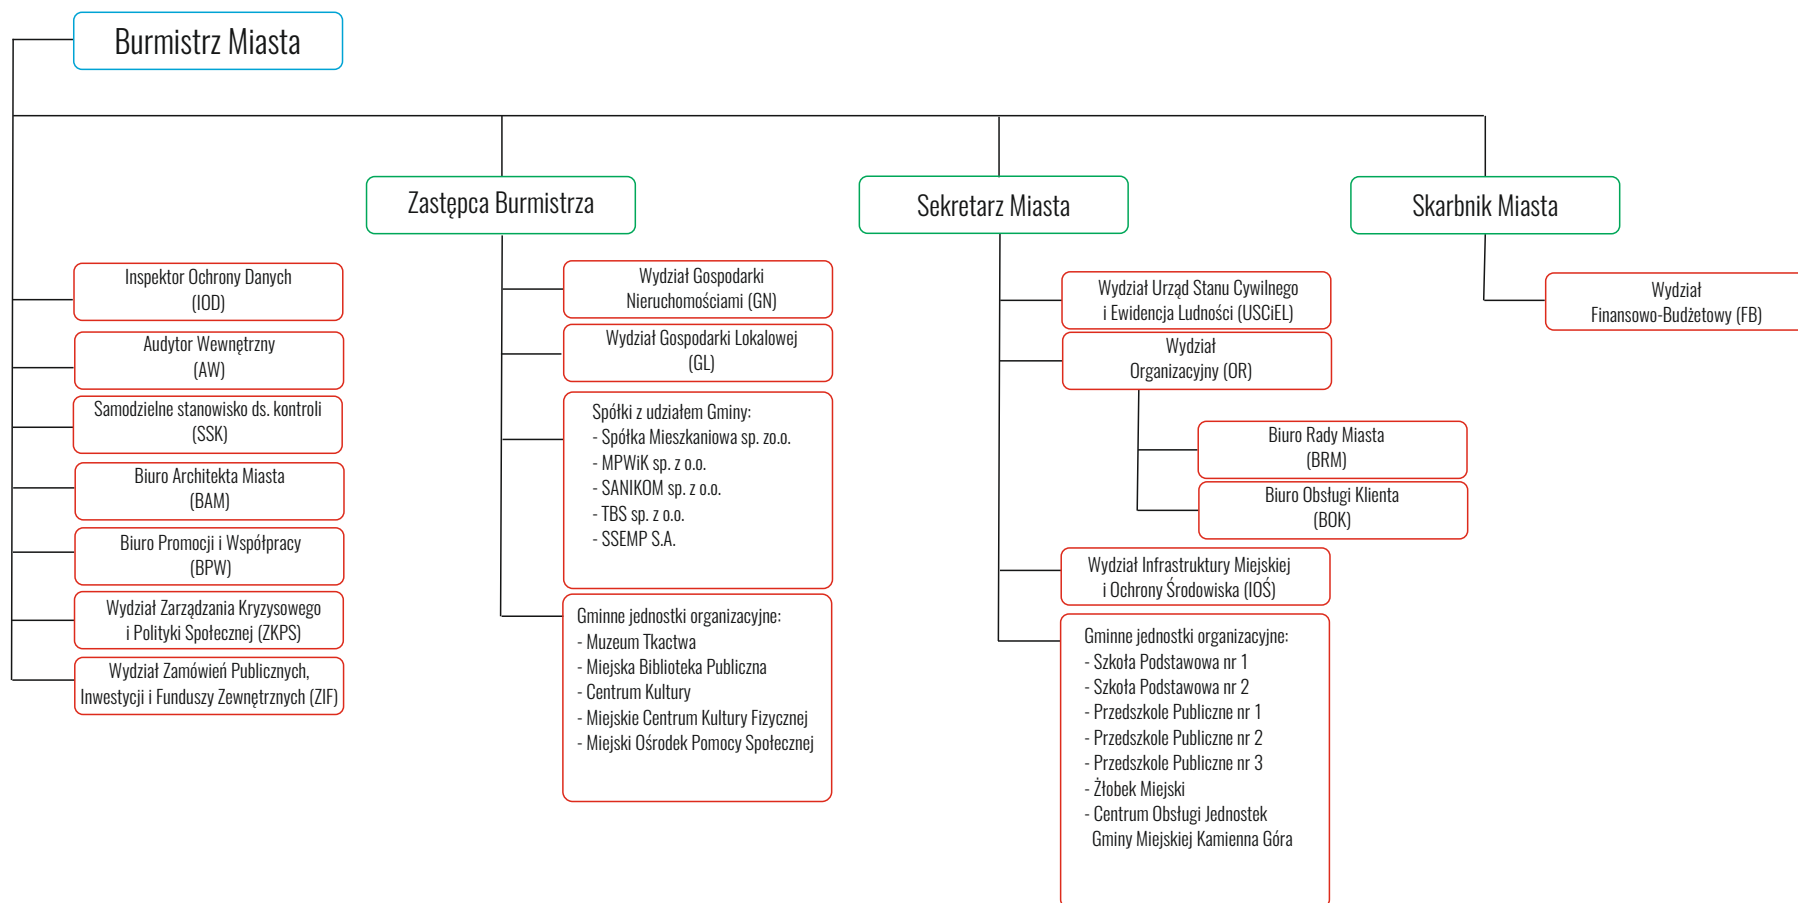 Burmistrz Miasta
Zastępca Burmistrza
Sekretarz Miasta
Skarbnik Miasta
Inspektor Ochrony Danych
(IOD)
Audytor Wewnętrzny
(AW)
Samodzielne stanowisko ds. kontroli
(SSK)
Biuro Architekta Miasta
(BAM)
Biuro Promocji i Współpracy
(BPW)
Wydział Zarządzania Kryzysowego
i Polityki Społecznej (ZKPS)
Wydział Zamówień Publicznych,
Inwestycji i Funduszy Zewnętrznych (ZIF)
Wydział Gospodarki
Nieruchomościami (GN)
Wydział Gospodarki Lokalowej
(GL)
Spółki z udziałem Gminy:
- Spółka Mieszkaniowa sp. zo.o.
- MPWiK sp. z o.o.
- SANIKOM sp. z o.o.
- TBS sp. z o.o.
- SSEMP S.A.
Gminne jednostki organizacyjne:
- Muzeum Tkactwa
- Miejska Biblioteka Publiczna
- Centrum Kultury
- Miejskie Centrum Kultury Fizycznej
- Miejski Ośrodek Pomocy Społecznej
Wydział Urząd Stanu Cywilnego
i Ewidencja Ludności (USCiEL)
Wydział
Organizacyjny (OR)
Biuro Rady Miasta
(BRM)
Biuro Obsługi Klienta
(BOK)
Wydział Infrastruktury Miejskiej
i Ochrony Środowiska (IOŚ)
Gminne jednostki organizacyjne:
- Szkoła Podstawowa nr 1
- Szkoła Podstawowa nr 2
- Przedszkole Publiczne nr 1
- Przedszkole Publiczne nr 2
- Przedszkole Publiczne nr 3
- Żłobek Miejski
- Centrum Obsługi Jednostek
Gminy Miejskiej Kamienna Góra
Wydział
Finansowo-Budżetowy (FB)